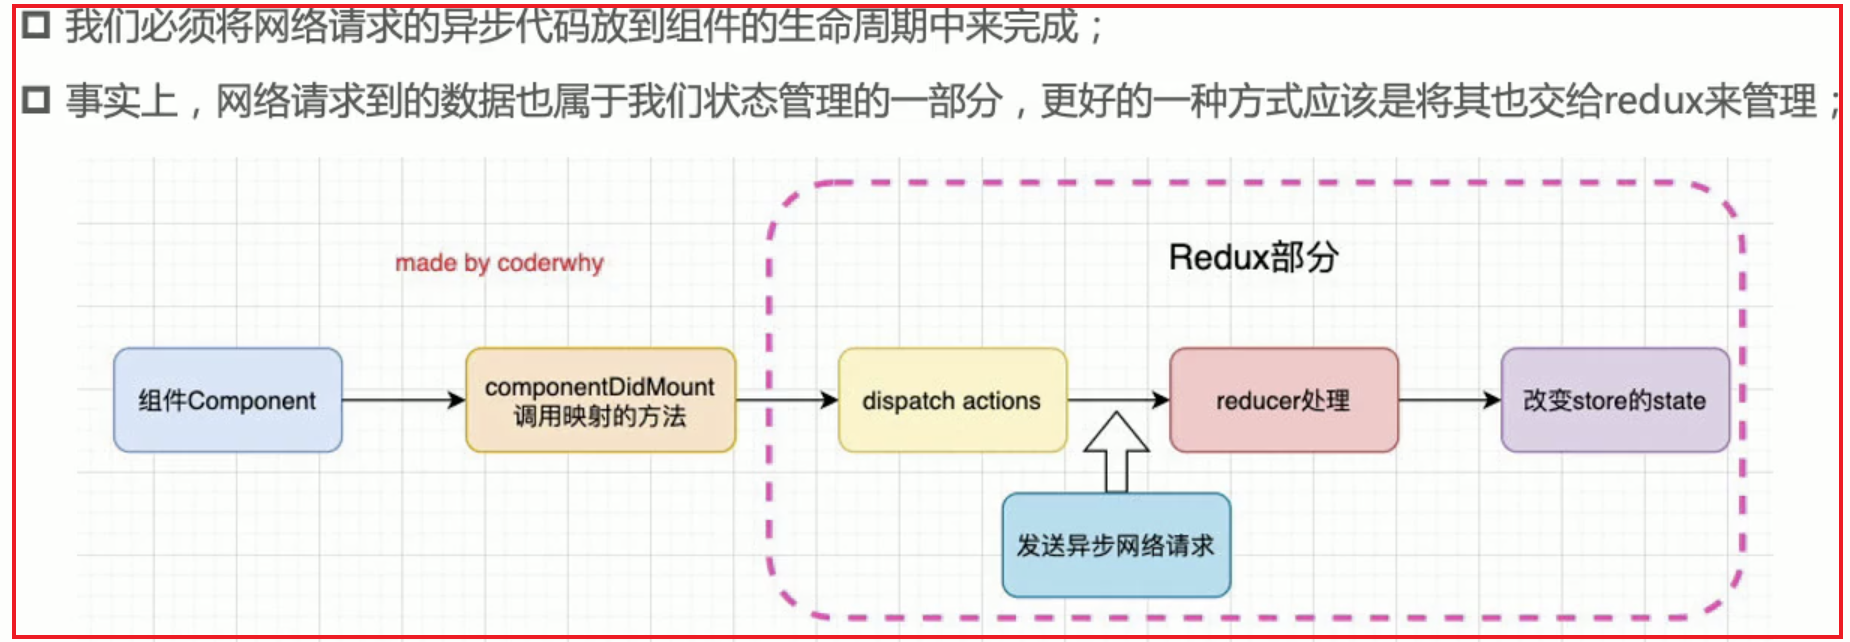 我们必须将网络请求的异步代码放到组件的生命周期中来完成；
事实上，网络请求到的数据也属于我们状态管理的一部分，更好的一种方式应该是将其也交给redux来管理；
made by coderwhy
Redux部分
组件Component
componentDidMount
调用映射的方法
dispatch actions
reducer处理
改变store的state
发送异步网络请求